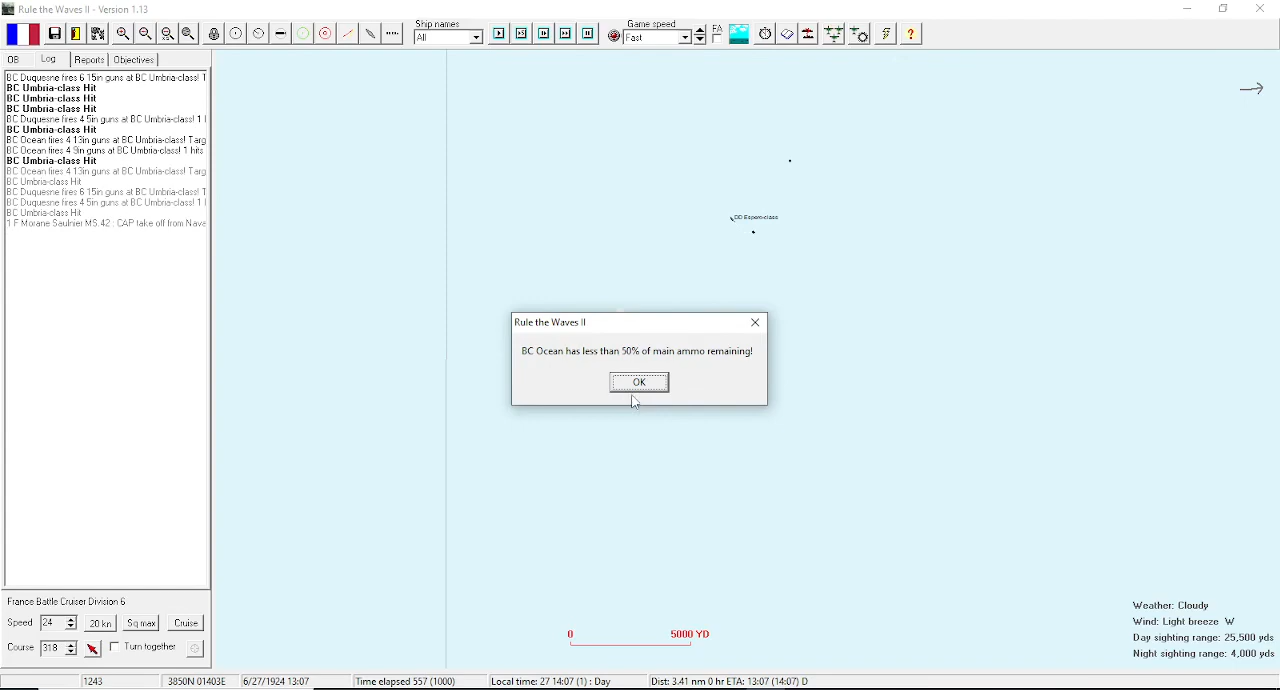 Rule the Waves II - Version 1.13
Ship names
All
Game speed
Fast
FA
?
OB
Log
Reports
Objectives
BC Duquesne fires 6 15in guns at BC Umbria-class! T
BC Umbria-class Hit
BC Umbria-class Hit
BC Umbria-class Hit
BC Duquesne fires 4 5in guns at BC Umbria-class! 1 h
BC Umbria-class Hit
BC Ocean fires 4 13in guns at BC Umbria-class! Targ
BC Ocean fires 4 9in guns at BC Umbria-class! 1 hits
BC Umbria-class Hit
BC Ocean fires 4 13in guns at BC Umbria-class! Targ
BC Umbria-class Hit
BC Duquesne fires 6 15in guns at BC Umbria-class! T
BC Duquesne fires 4 5in guns at BC Umbria-class! 1 h
BC Umbria-class Hit
1 F Morane Saulnier MS.42 : CAP take off from Nava
DD Espero-class
Rule the Waves II
BC Ocean has less than 50% of main ammo remaining!
OK
France Battle Cruiser Division 6
Speed 24 20 kn Sq max Cruise
Course 318 Turn together
0 5000 YD
Weather: Cloudy
Wind: Light breeze W
Day sighting range: 25,500 yds
Night sighting range: 4,000 yds
1243 3850N 01403E 6/27/1924 13:07 Time elapsed 557 (1000) Local time: 27 14:07 (1) : Day Dist: 3.41 nm 0 hr ETA: 13:07 (14:07) D